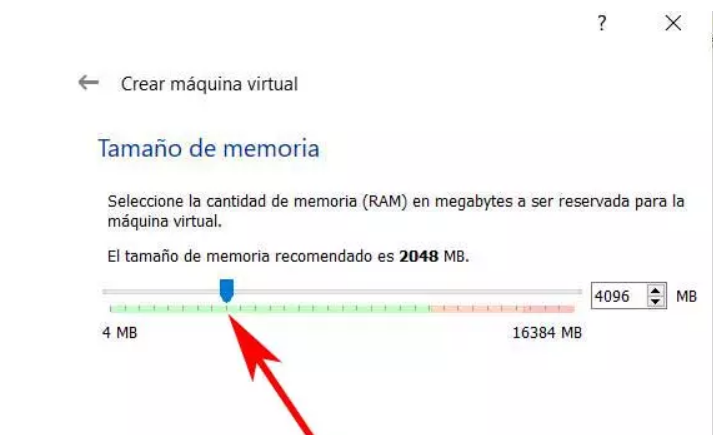 ?
Crear máquina virtual
Tamaño de memoria
Seleccione la cantidad de memoria (RAM) en megabytes a ser reservada para la
máquina virtual.
El tamaño de memoria recomendado es 2048 MB.
4096 MB
4 MB 16384 MB